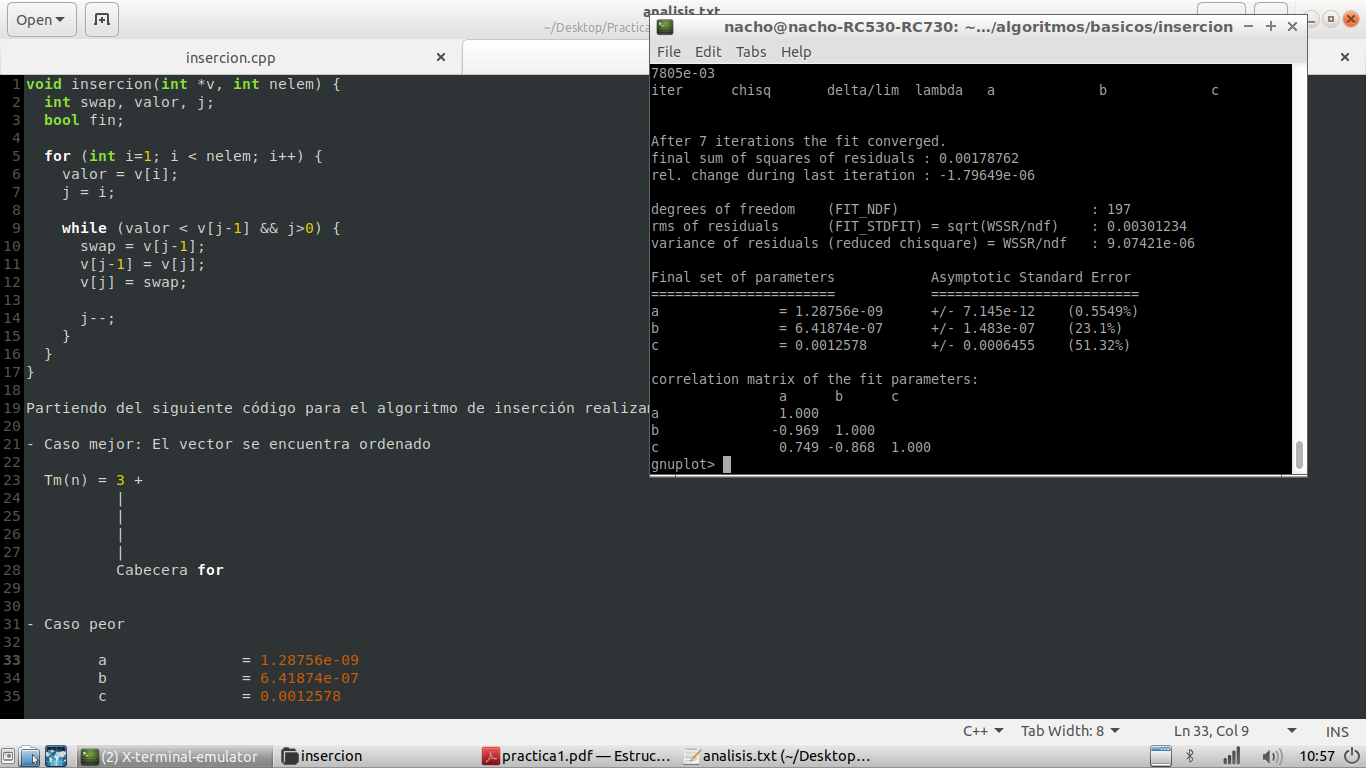 Open
analisis.txt
~/Desktop/Practica
insercion.cpp
1 void insercion(int *v, int nelem) {
2   int swap, valor, j;
3   bool fin;
4
5   for (int i=1; i < nelem; i++) {
6     valor = v[i];
7     j = i;
8
9     while (valor < v[j-1] && j>0) {
10       swap = v[j-1];
11       v[j-1] = v[j];
12       v[j] = swap;
13
14       j--;
15     }
16   }
17 }
18
19 Partiendo del siguiente código para el algoritmo de inserción realizan
20
21 - Caso mejor: El vector se encuentra ordenado
22
23   Tm(n) = 3 +
24           |
25           |
26           |
27           |
28           Cabecera for
29
30
31 - Caso peor
32
33         a               = 1.28756e-09
34         b               = 6.41874e-07
35         c               = 0.0012578
nacho@nacho-RC530-RC730: ~…/algoritmos/basicos/insercion
File Edit Tabs Help
7805e-03
iter      chisq       delta/lim  lambda   a             b             c
After 7 iterations the fit converged.
final sum of squares of residuals : 0.00178762
rel. change during last iteration : -1.79649e-06
degrees of freedom    (FIT_NDF)                        : 197
rms of residuals      (FIT_STDFIT) = sqrt(WSSR/ndf)    : 0.00301234
variance of residuals (reduced chisquare) = WSSR/ndf   : 9.07421e-06
Final set of parameters            Asymptotic Standard Error
=======================            ==========================
a               = 1.28756e-09      +/- 7.145e-12    (0.5549%)
b               = 6.41874e-07      +/- 1.483e-07    (23.1%)
c               = 0.0012578        +/- 0.0006455    (51.32%)
correlation matrix of the fit parameters:
                a      b      c
a               1.000
b              -0.969  1.000
c               0.749 -0.868  1.000
gnuplot>
C++ Tab Width: 8 Ln 33, Col 9 INS
(2) X-terminal-emulator insercion practica1.pdf — Estruc... analisis.txt (~/Desktop... 10:57